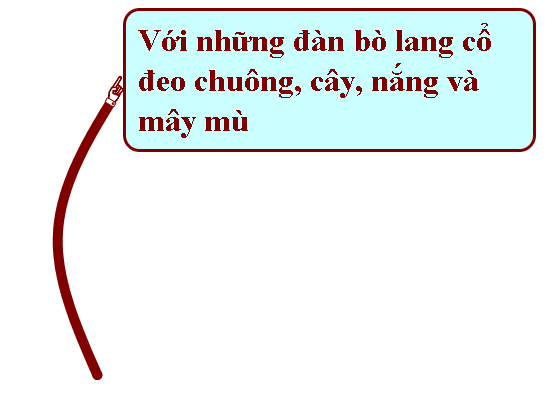 Với những đàn bò lang cổ
đeo chuông, cây, nắng và
mây mù